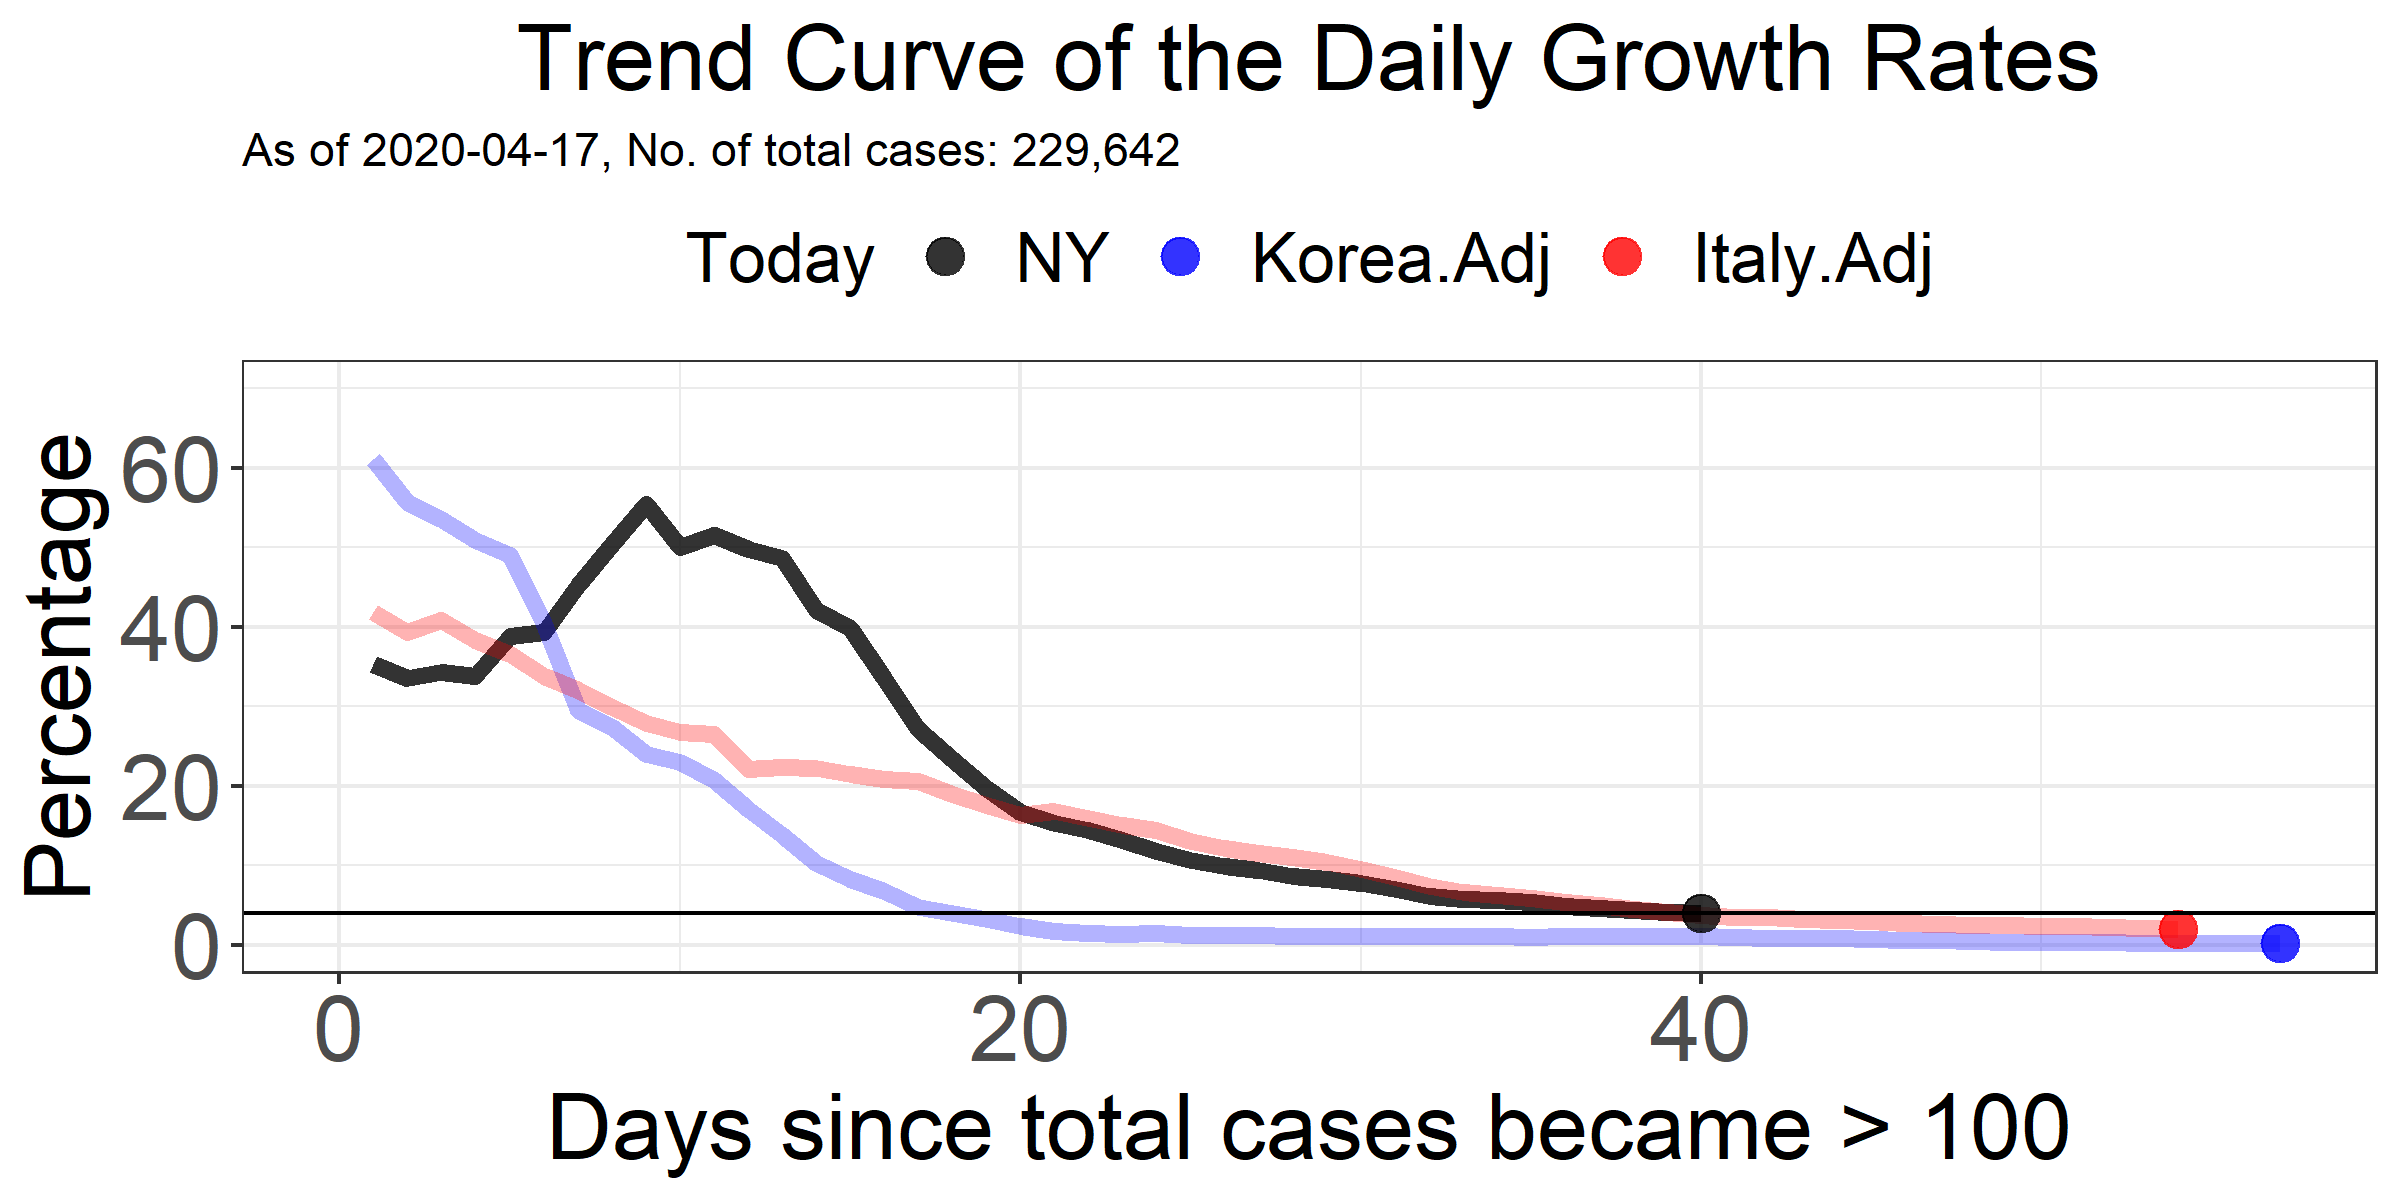 Trend Curve of the Daily Growth Rates
As of 2020-04-17, No. of total cases: 229,642
Today NY Korea.Adj Italy.Adj
Percentage
60
40
20
0
0 20 40
Days since total cases became > 100